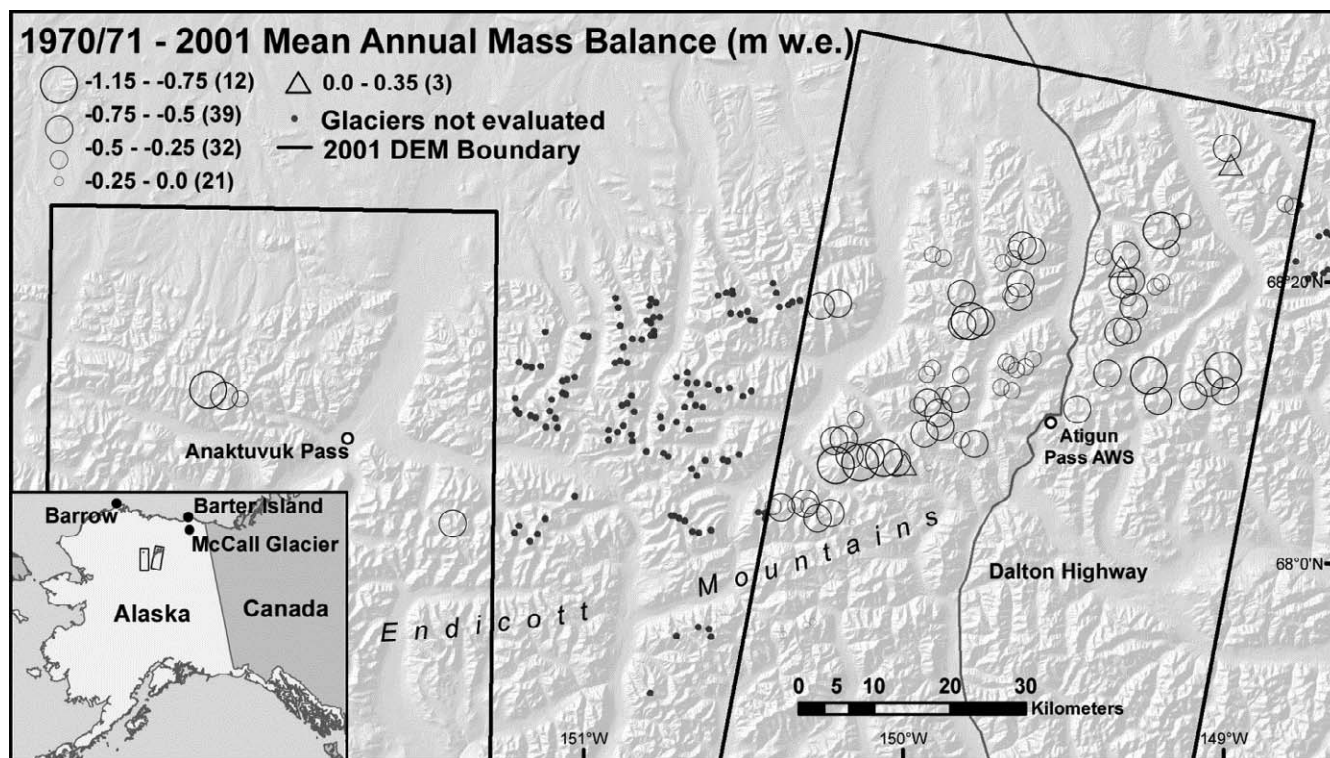 1970/71 - 2001 Mean Annual Mass Balance (m w.e.)
-1.15 - -0.75 (12)
-0.75 - -0.5 (39)
-0.5 - -0.25 (32)
-0.25 - 0.0 (21)
0.0 - 0.35 (3)
Glaciers not evaluated
2001 DEM Boundary
68°20'N
Anaktuvuk Pass
Atigun
Pass AWS
Barrow
Barter Island
McCall Glacier
Alaska
Canada
Endicott Mountains
Dalton Highway
68°0'N
0 5 10 20 30
Kilometers
151°W
150°W
149°W